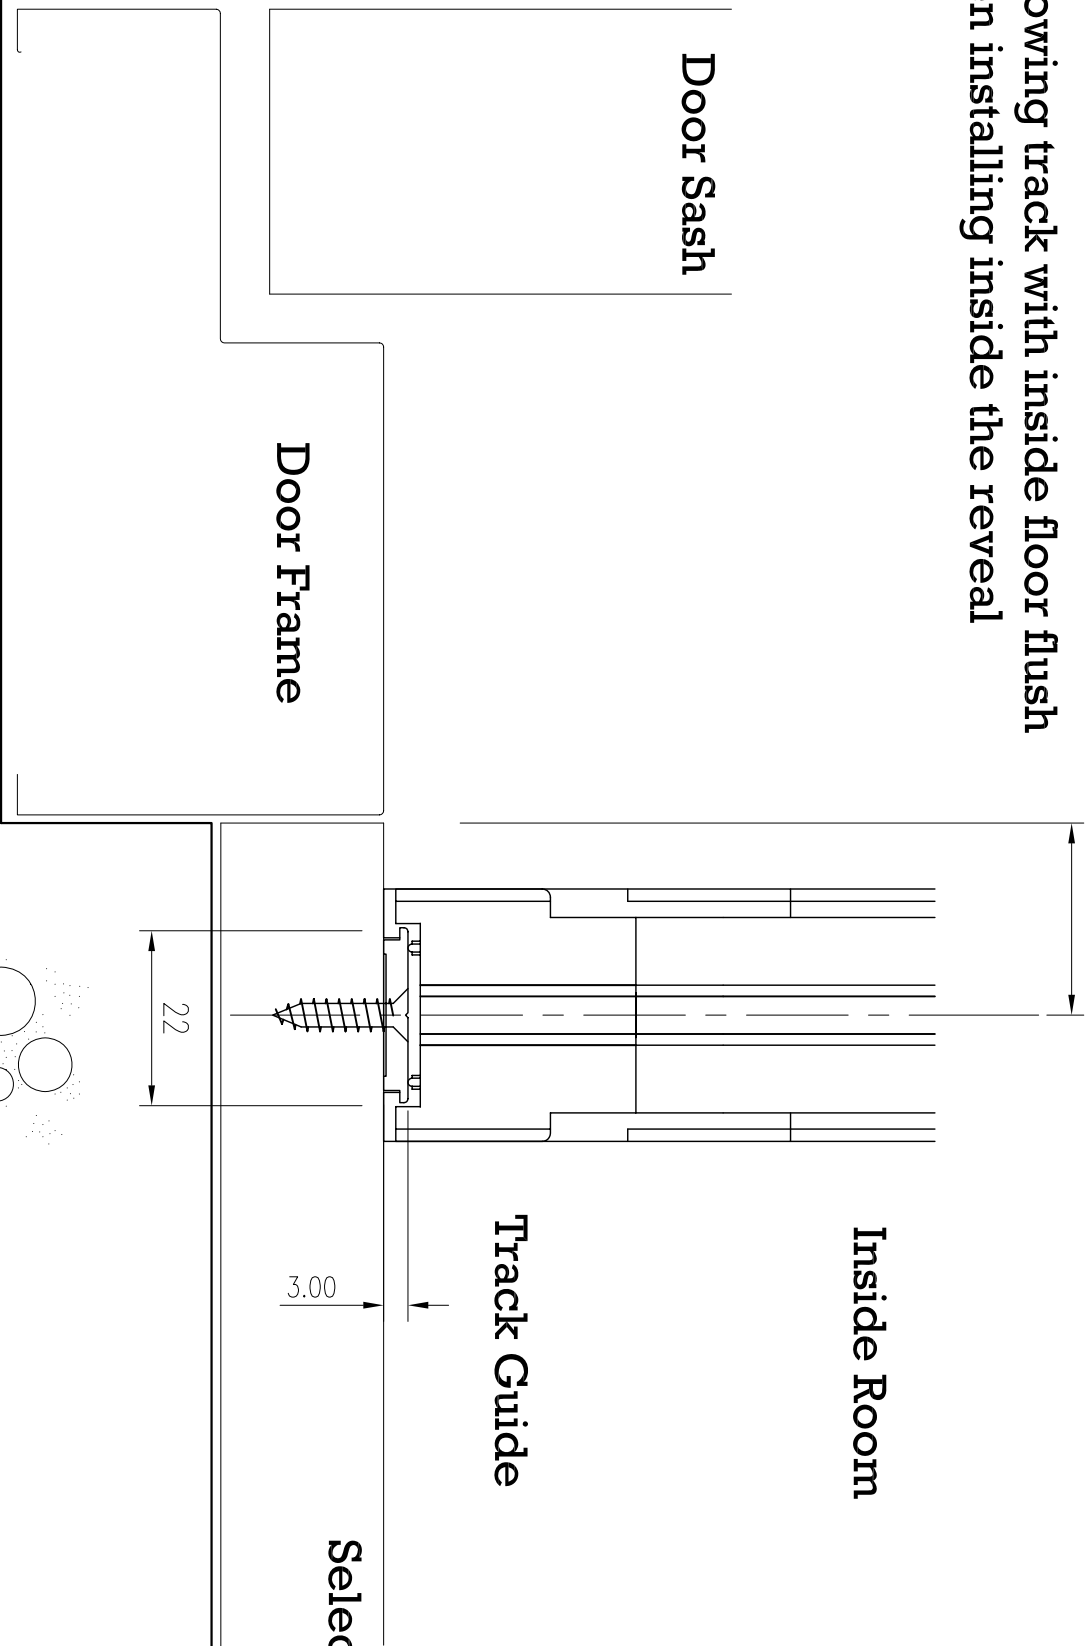 owing track with inside floor flush
n installing inside the reveal
Door Sash
Door Frame
Inside Room
Track Guide
22
3.00
Selec